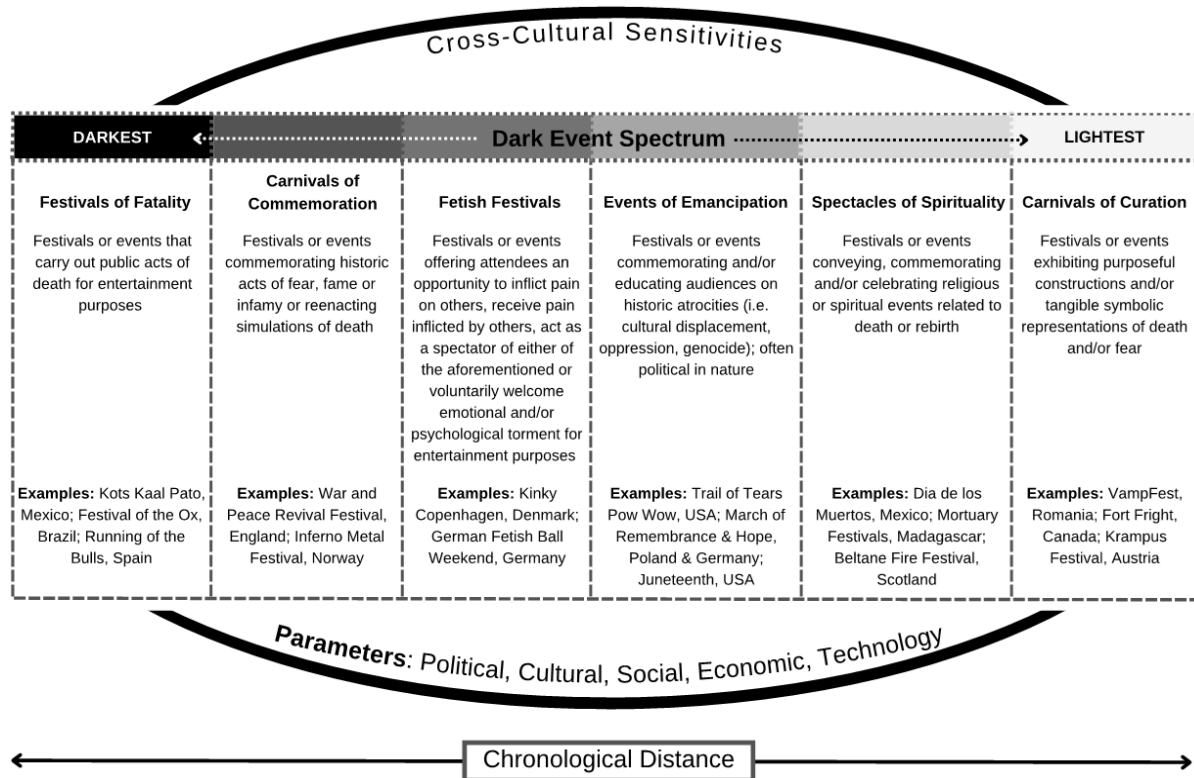 Cross-Cultural Sensitivities
DARKEST
Dark Event Spectrum
LIGHTEST
Festivals of Fatality
Festivals or events that
carry out public acts of
death for entertainment
purposes
Examples: Kots Kaal Pato,
Mexico; Festival of the Ox,
Brazil; Running of the
Bulls, Spain
Carnivals of
Commemoration
Festivals or events
commemorating historic
acts of fear, fame or
infamy or reenacting
simulations of death
Examples: War and
Peace Revival Festival,
England; Inferno Metal
Festival, Norway
Fetish Festivals
Festivals or events
offering attendees an
opportunity to inflict pain
on others, receive pain
inflicted by others, act as
a spectator of either of
the aforementioned or
voluntarily welcome
emotional and/or
psychological torment for
entertainment purposes
Examples: Kinky
Copenhagen, Denmark;
German Fetish Ball
Weekend, Germany
Events of Emancipation
Festivals or events
commemorating and/or
educating audiences on
historic atrocities (i.e.
cultural displacement,
oppression, genocide); often
political in nature
Examples: Trail of Tears
Pow Wow, USA; March of
Remembrance & Hope,
Poland & Germany;
Juneteenth, USA
Spectacles of Spirituality
Festivals or events
conveying, commemorating
and/or celebrating religious
or spiritual events related to
death or rebirth
Examples: Dia de los
Muertos, Mexico; Mortuary
Festivals, Madagascar;
Beltane Fire Festival,
Scotland
Carnivals of Curation
Festivals or events
exhibiting purposeful
constructions and/or
tangible symbolic
representations of death
and/or fear
Examples: VampFest,
Romania; Fort Fright,
Canada; Krampus
Festival, Austria
Parameters: Political, Cultural, Social, Economic, Technology
Chronological Distance